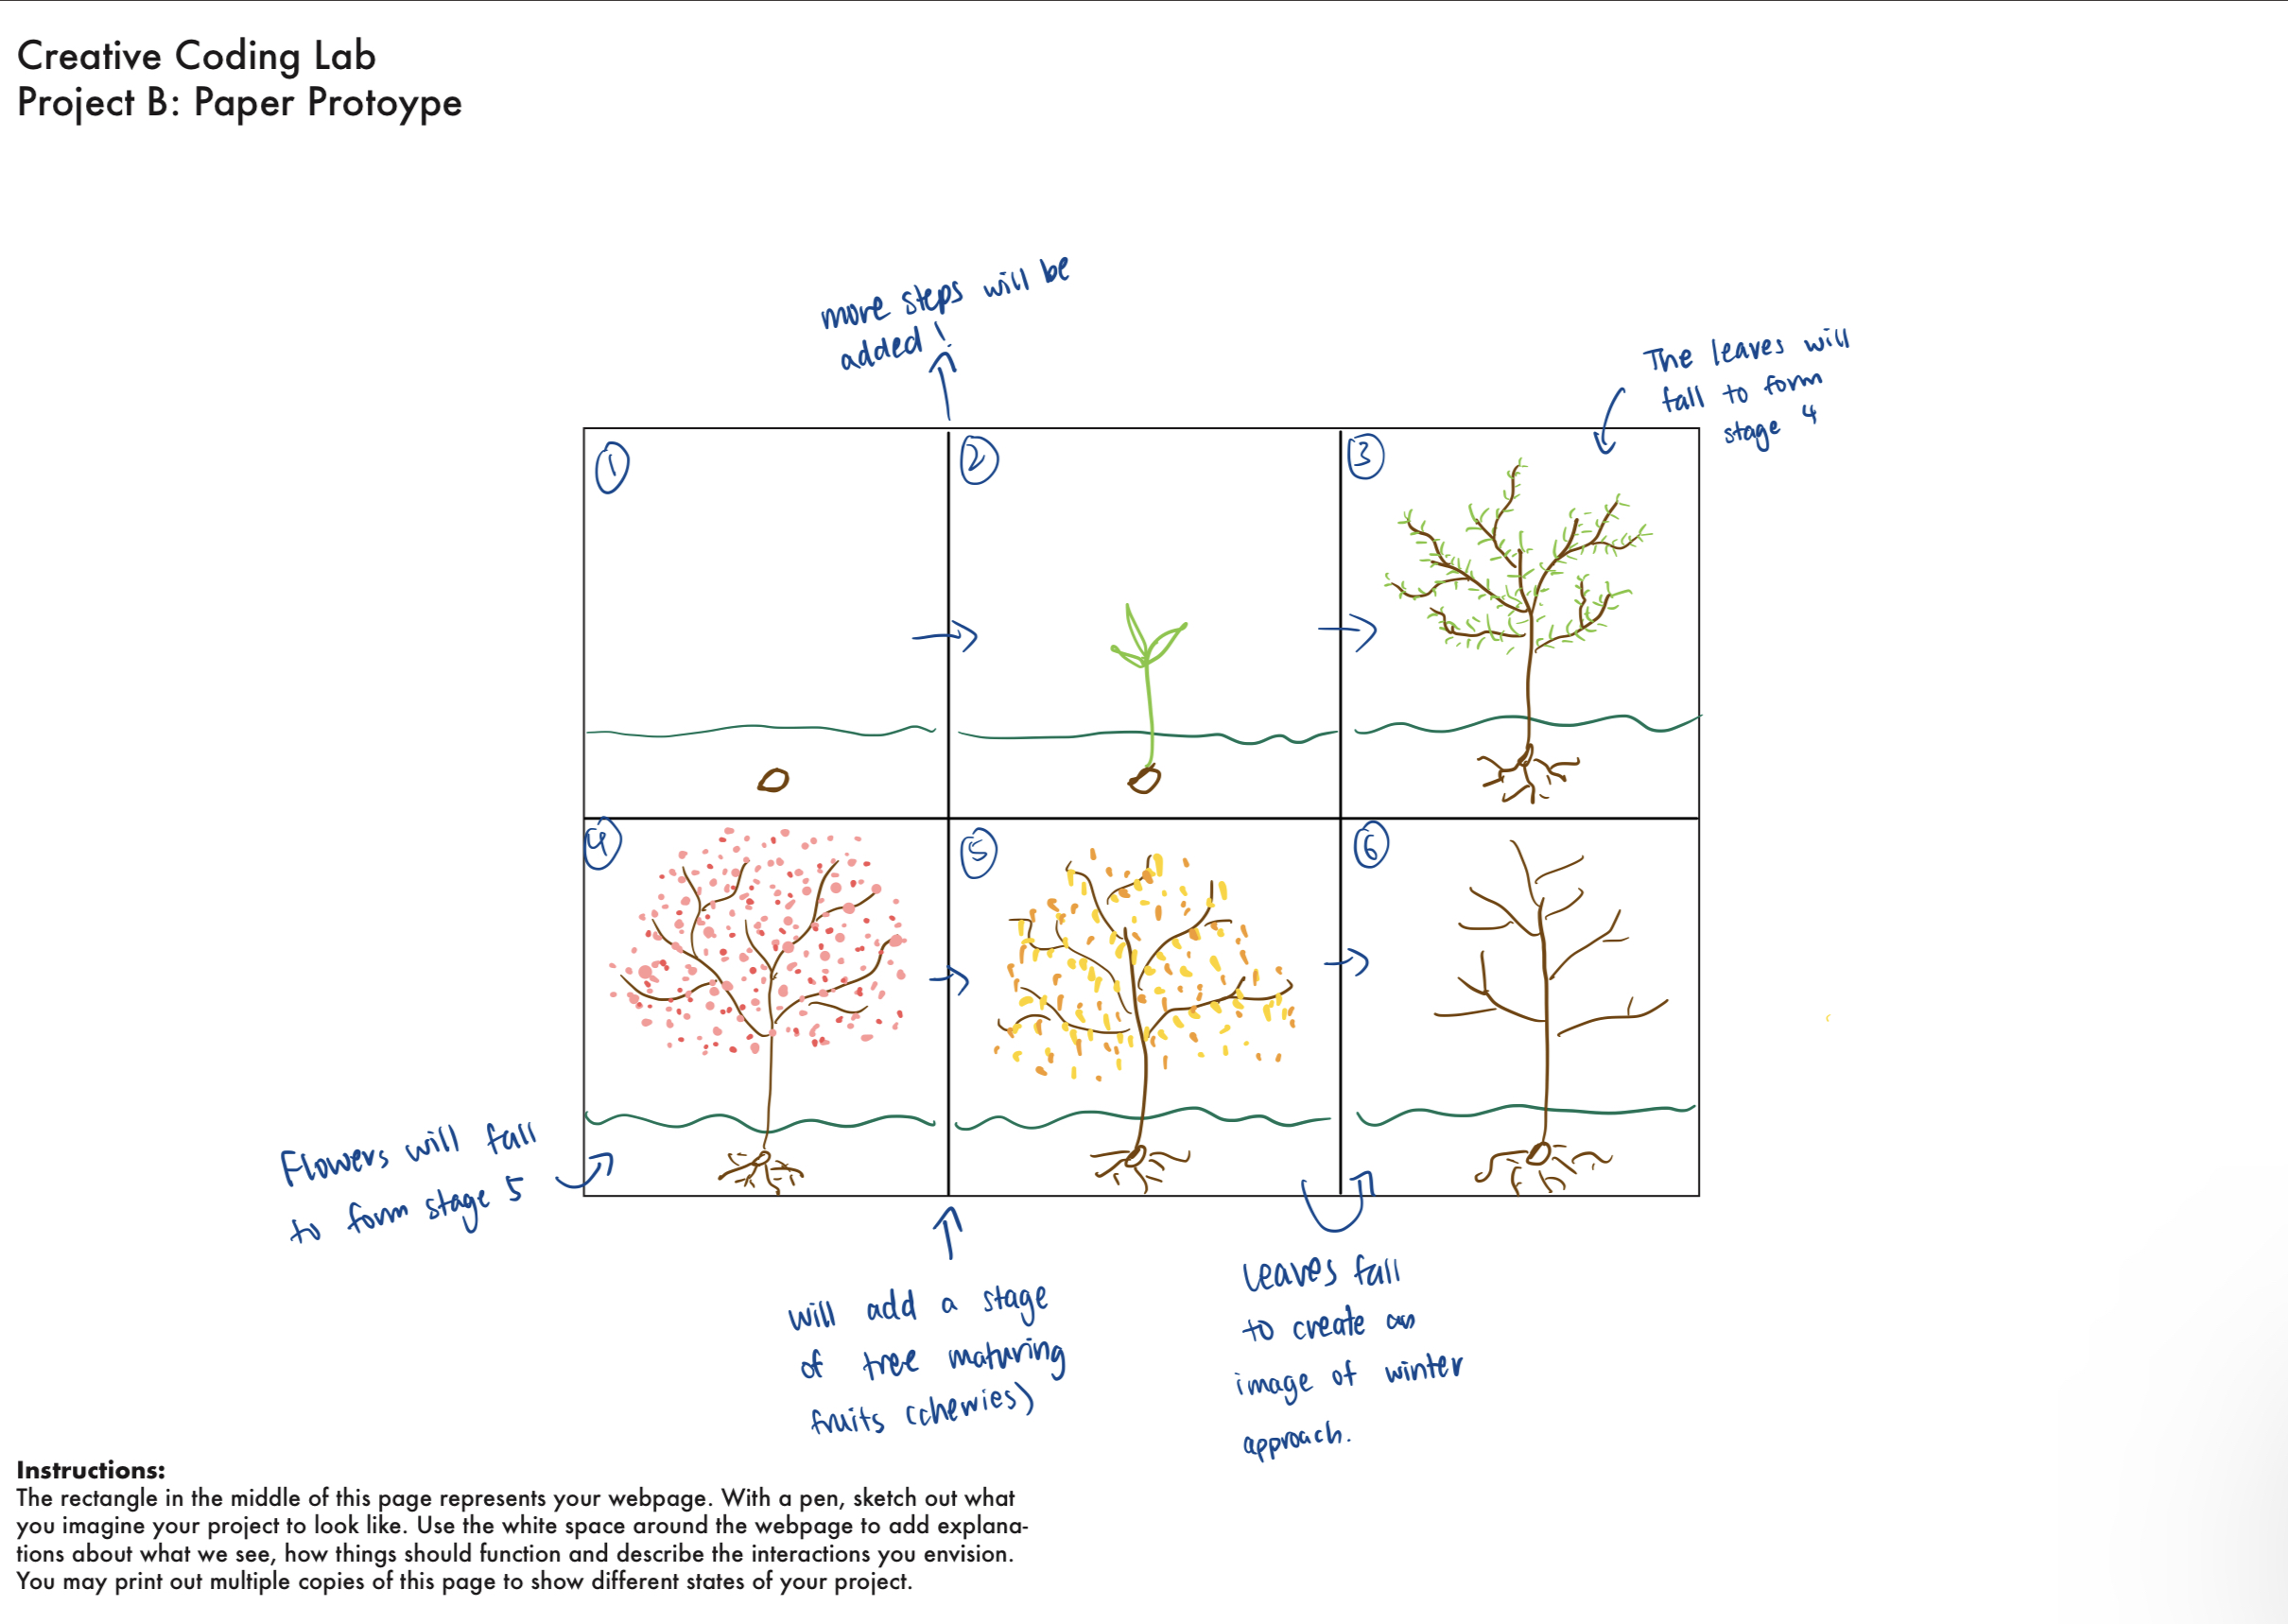 Creative Coding Lab
Project B: Paper Protoype
more steps will be
added!
The leaves will
fall to form
stage 4
1
2
3
4
5
6
Flowers will fall
to form stage 5
will add a stage
of tree maturing
fruits (cherries)
leaves fall
to create an
image of winter
approach.
Instructions:
The rectangle in the middle of this page represents your webpage. With a pen, sketch out what
you imagine your project to look like. Use the white space around the webpage to add explana-
tions about what we see, how things should function and describe the interactions you envision.
You may print out multiple copies of this page to show different states of your project.